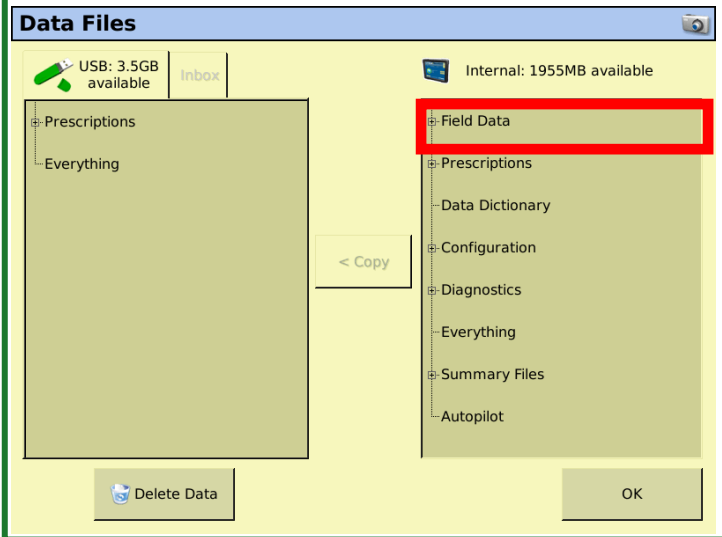 Data Files
USB: 3.5GB
available
Inbox
Internal: 1955MB available
Prescriptions
Everything
< Copy
Field Data
Prescriptions
Data Dictionary
Configuration
Diagnostics
Everything
Summary Files
Autopilot
Delete Data
OK